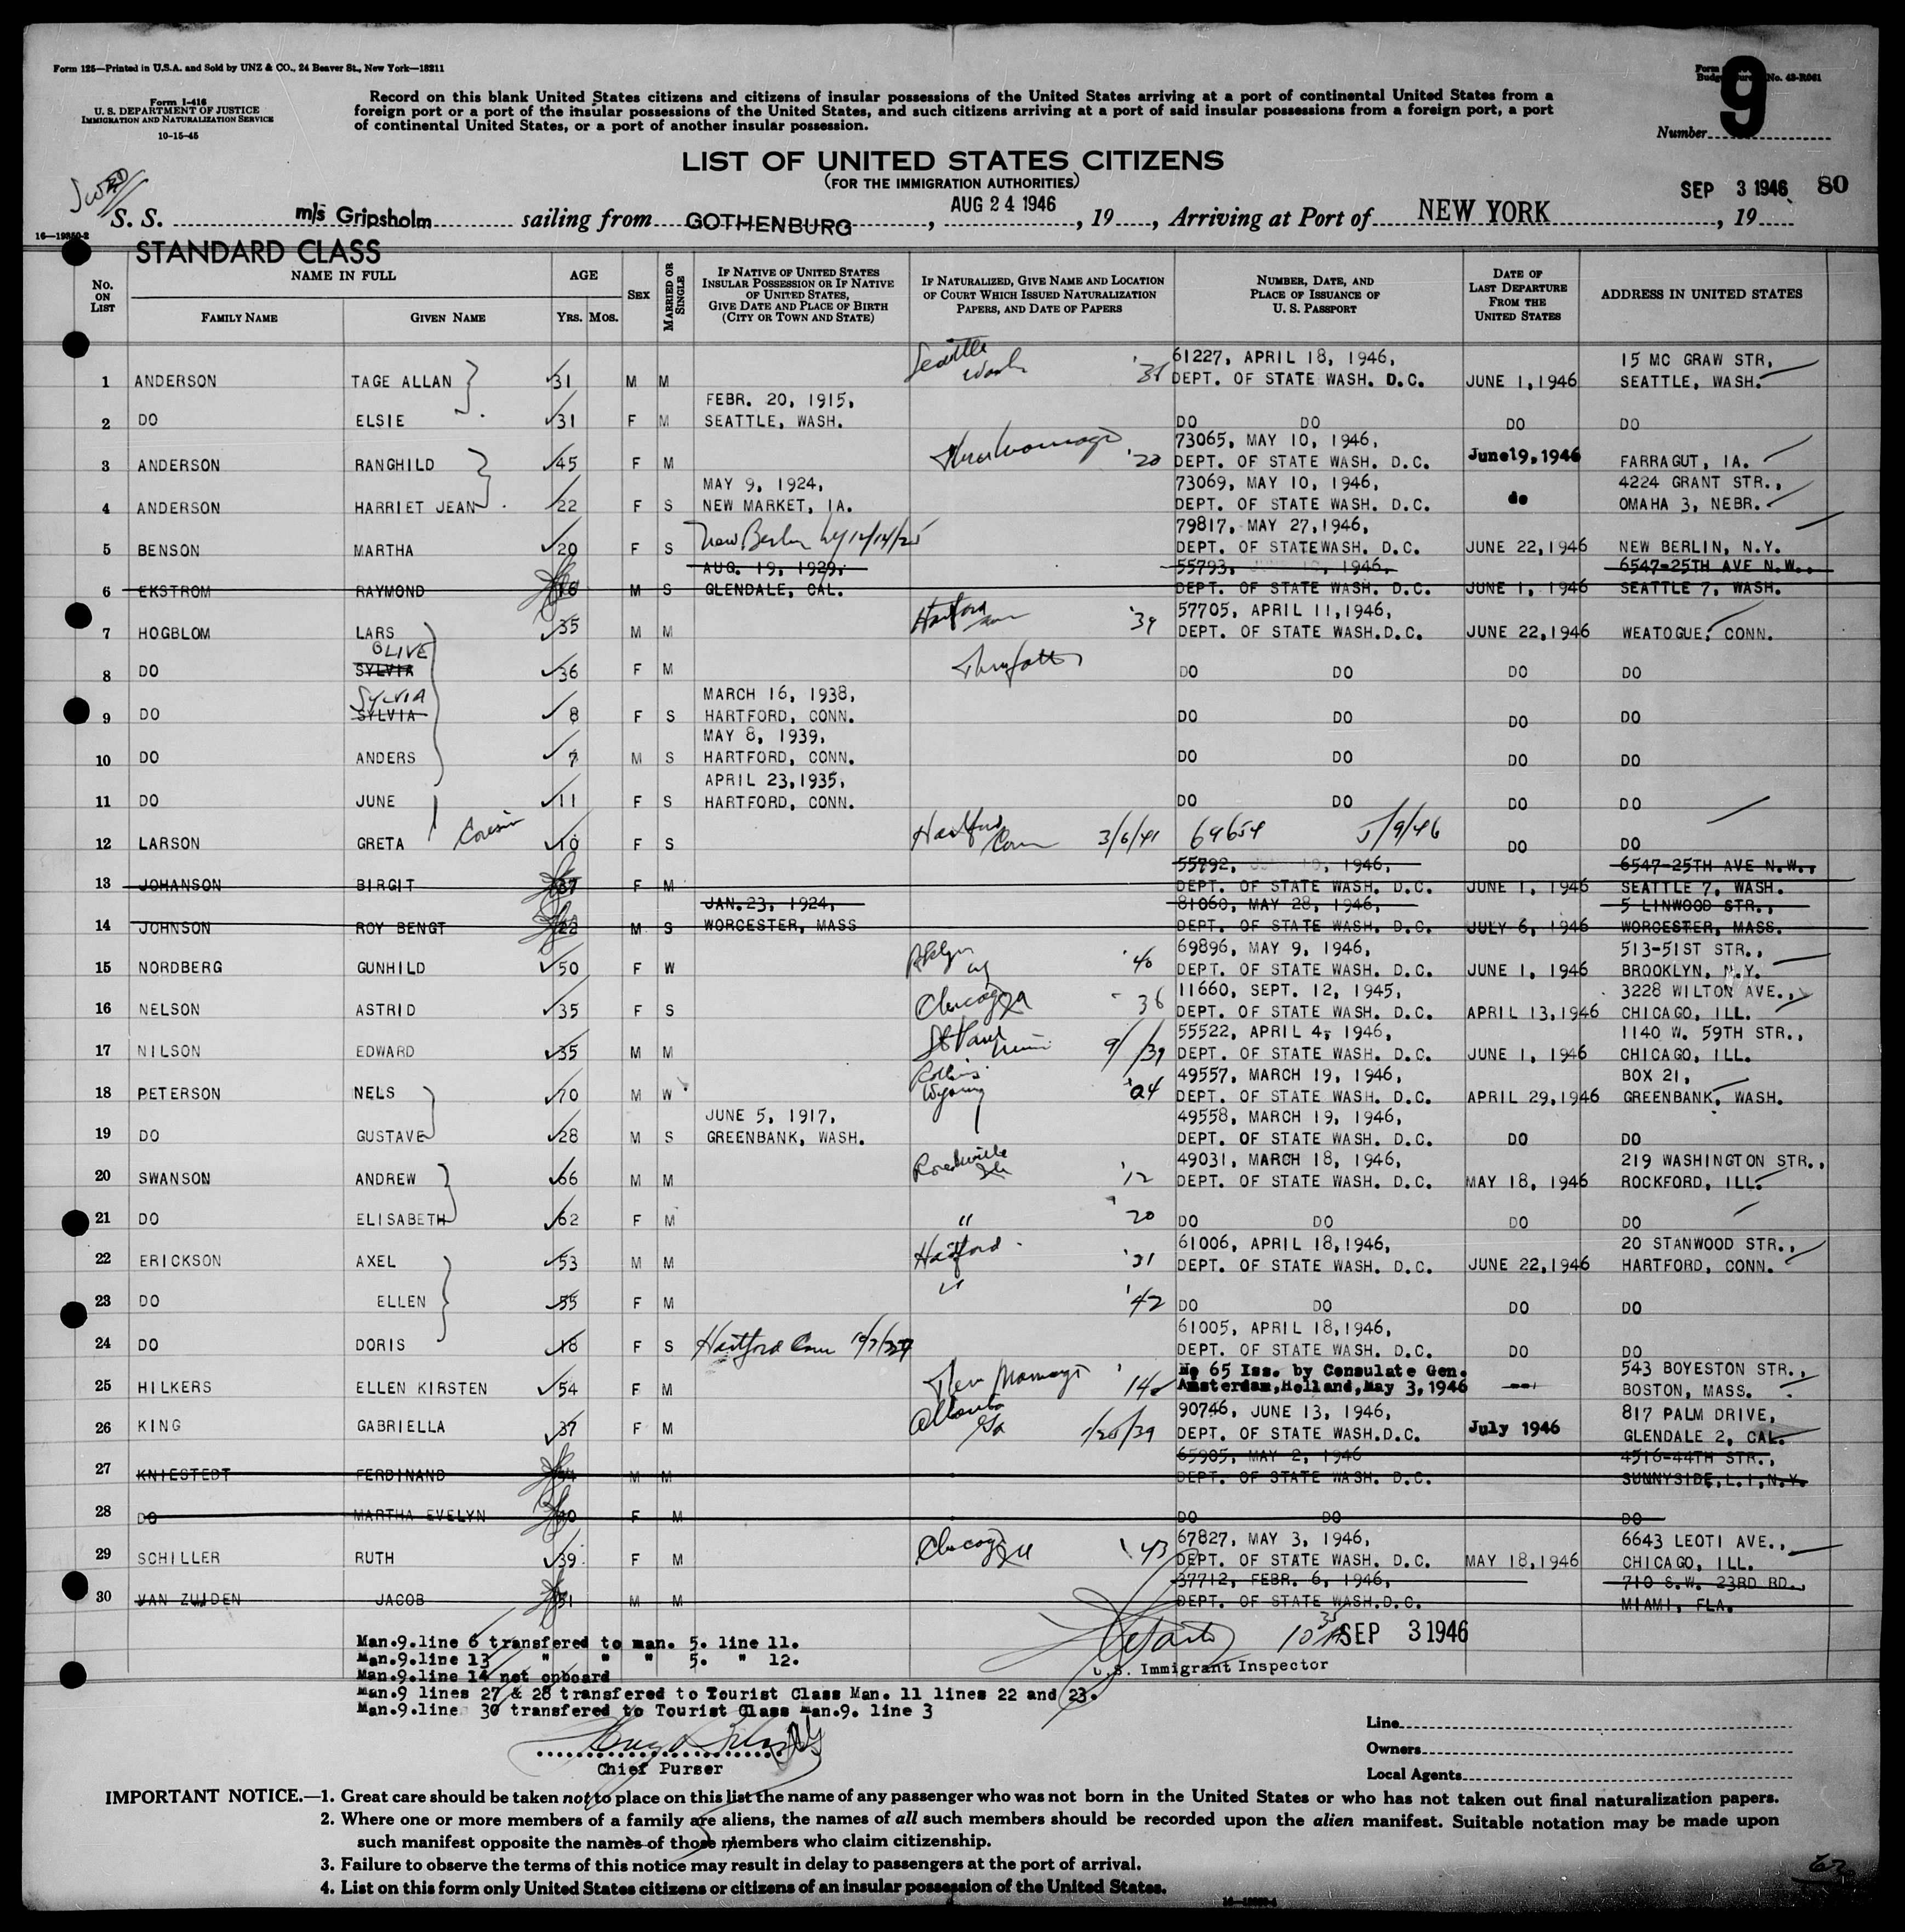 Form 125—Printed in U.S.A. and Sold by UNZ & CO., 24 Beaver St., New York—18211
Form I-416
U. S. DEPARTMENT OF JUSTICE
IMMIGRATION AND NATURALIZATION SERVICE
10-15-45
Record on this blank United States citizens and citizens of insular possessions of the United States arriving at a port of continental United States from a
foreign port or a port of the insular possessions of the United States, and such citizens arriving at a port of said insular possessions from a foreign port, a port
of continental United States, or a port of another insular possession.
Form
No. 43-R061
9
Number
LIST OF UNITED STATES CITIZENS
(FOR THE IMMIGRATION AUTHORITIES)
S. S. m/s Gripsholm sailing from GOTHENBURG, AUG 24 1946, 19, Arriving at Port of NEW YORK SEP 3 1946, 19 80
STANDARD CLASS
No. ON LIST
NAME IN FULL
FAMILY NAME
GIVEN NAME
AGE
YRS. MOS.
SEX
MARRIED OR SINGLE
IF NATIVE OF UNITED STATES INSULAR POSSESSION OR IF NATIVE OF UNITED STATES, GIVE DATE AND PLACE OF BIRTH (CITY OR TOWN AND STATE)
IF NATURALIZED, GIVE NAME AND LOCATION OF COURT WHICH ISSUED NATURALIZATION PAPERS, AND DATE OF PAPERS
NUMBER, DATE, AND PLACE OF ISSUANCE OF U. S. PASSPORT
DATE OF LAST DEPARTURE FROM THE UNITED STATES
ADDRESS IN UNITED STATES
1 ANDERSON TAGE ALLAN 31 M M Seattle Wash 61227, APRIL 18, 1946, DEPT. OF STATE WASH. D.C. JUNE 1, 1946 15 MC GRAW STR, SEATTLE, WASH.
2 DO ELSIE 31 F M FEBR. 20, 1915, SEATTLE, WASH. DO DO DO DO
3 ANDERSON RANGHILD 45 F M '20 73065, MAY 10, 1946, DEPT. OF STATE WASH. D.C. June19,1946 FARRAGUT, IA.
4 ANDERSON HARRIET JEAN 22 F S MAY 9, 1924, NEW MARKET, IA. 73069, MAY 10, 1946, DEPT. OF STATE WASH. D.C. do 4224 GRANT STR., OMAHA 3, NEBR.
5 BENSON MARTHA 20 F S New Berlin NY 12/14/25 79817, MAY 27,1946, DEPT. OF STATEWASH. D.C. JUNE 22,1946 NEW BERLIN, N.Y.
6 EKSTROM RAYMOND 16 M S AUG. 19, 1929, GLENDALE, CAL. 55793, 1946, DEPT. OF STATE WASH. D.C. JUNE 1, 1946 6547-25TH AVE N.W., SEATTLE 7, WASH.
7 HOGBLOM LARS 35 M M Hartford Conn '39 57705, APRIL 11,1946, DEPT. OF STATE WASH.D.C. JUNE 22,1946 WEATOGUE, CONN.
8 DO SYLVIA OLIVE 36 F M DO DO DO DO
9 DO SYLVIA SYLVIA 8 F S MARCH 16, 1938, HARTFORD, CONN. DO DO DO DO
10 DO ANDERS 7 M S MAY 8, 1939, HARTFORD, CONN. DO DO DO DO
11 DO JUNE 11 F S APRIL 23,1935, HARTFORD, CONN. DO DO DO DO
12 LARSON GRETA Cousin 10 F S Hartford Conn 3/6/41 69654 5/9/46 DO DO
13 JOHANSON BIRGIT 37 F M 55792, 1946, DEPT. OF STATE WASH. D.C. JUNE 1, 1946 6547-25TH AVE N.W., SEATTLE 7, WASH.
14 JOHNSON ROY BENGT 22 M S JAN. 23, 1924, WORCESTER, MASS 81060, MAY 28, 1946, DEPT. OF STATE WASH. D.C. JULY 6, 1946 5 LINWOOD STR., WORCESTER, MASS.
15 NORDBERG GUNHILD 50 F W Bklyn NY '40 69896, MAY 9, 1946, DEPT. OF STATE WASH. D.C. JUNE 1, 1946 513-51ST STR., BROOKLYN, N.Y.
16 NELSON ASTRID 35 F S Chicago 36 11660, SEPT. 12, 1945, DEPT. OF STATE WASH. D.C. APRIL 13,1946 3228 WILTON AVE., CHICAGO, ILL.
17 NILSON EDWARD 35 M M St Paul Minn 9/ /39 55522, APRIL 4, 1946, DEPT. OF STATE WASH. D.C. JUNE 1, 1946 1140 W. 59TH STR., CHICAGO, ILL.
18 PETERSON NELS 70 M W '04 49557, MARCH 19, 1946, DEPT. OF STATE WASH. D.C. APRIL 29,1946 BOX 21, GREENBANK, WASH.
19 DO GUSTAVE 28 M S JUNE 5, 1917, GREENBANK, WASH. 49558, MARCH 19, 1946, DEPT. OF STATE WASH. D.C. DO DO
20 SWANSON ANDREW 66 M M '12 49031, MARCH 18, 1946, DEPT. OF STATE WASH. D.C. MAY 18, 1946 219 WASHINGTON STR., ROCKFORD, ILL.
21 DO ELISABETH 62 F M " '20 DO DO DO DO
22 ERICKSON AXEL 53 M M Hartford '31 61006, APRIL 18,1946, DEPT. OF STATE WASH. D.C. JUNE 22,1946 20 STANWOOD STR., HARTFORD, CONN.
23 DO ELLEN 55 F M " '42 DO DO DO DO
24 DO DORIS 18 F S Hartford Conn 61005, APRIL 18,1946, DEPT. OF STATE WASH. D.C. DO DO
25 HILKERS ELLEN KIRSTEN 54 F M '14 No 65 Iss. by Consulate Gen. Amsterdam,Holland,May 3,1946 --- 543 BOYESTON STR., BOSTON, MASS.
26 KING GABRIELLA 37 F M Atlanta Ga 1/20/39 90746, JUNE 13, 1946, DEPT. OF STATE WASH.D.C. July 1946 817 PALM DRIVE, GLENDALE 2, CAL.
27 KNIESTEDT FERDINAND 54 M M 65905, MAY 2, 1946 DEPT. OF STATE WASH. D.C. 4516-44TH STR., SUNNYSIDE,L.I,N.Y.
28 DO MARTHA EVELYN 40 F M DO DO DO
29 SCHILLER RUTH 39 F M Chicago Ill '43 67827, MAY 3, 1946, DEPT. OF STATE WASH. D.C. MAY 18,1946 6643 LEOTI AVE., CHICAGO, ILL.
30 VAN ZUIDEN JACOB 51 M M 37712, FEBR. 6, 1946, DEPT. OF STATE WASH.D.C. 710 S.W. 23RD RD., MIAMI, FLA.
Man.9.line 6 transfered to man. 5. line 11.
Man.9.line 13 " " " 5. " 12.
Man.9.line 14 not onboard
Man.9 lines 27 & 28 transfered to Tourist Class Man. 11 lines 22 and 23.
Man.9.line 30 transfered to Tourist Class Man.9. line 3
SEP 3 1946
U.S. Immigrant Inspector
Chief Purser
Line
Owners
Local Agents
IMPORTANT NOTICE.—1. Great care should be taken not to place on this list the name of any passenger who was not born in the United States or who has not taken out final naturalization papers.
2. Where one or more members of a family are aliens, the names of all such members should be recorded upon the alien manifest. Suitable notation may be made upon
such manifest opposite the names of those members who claim citizenship.
3. Failure to observe the terms of this notice may result in delay to passengers at the port of arrival.
4. List on this form only United States citizens or citizens of an insular possession of the United States.